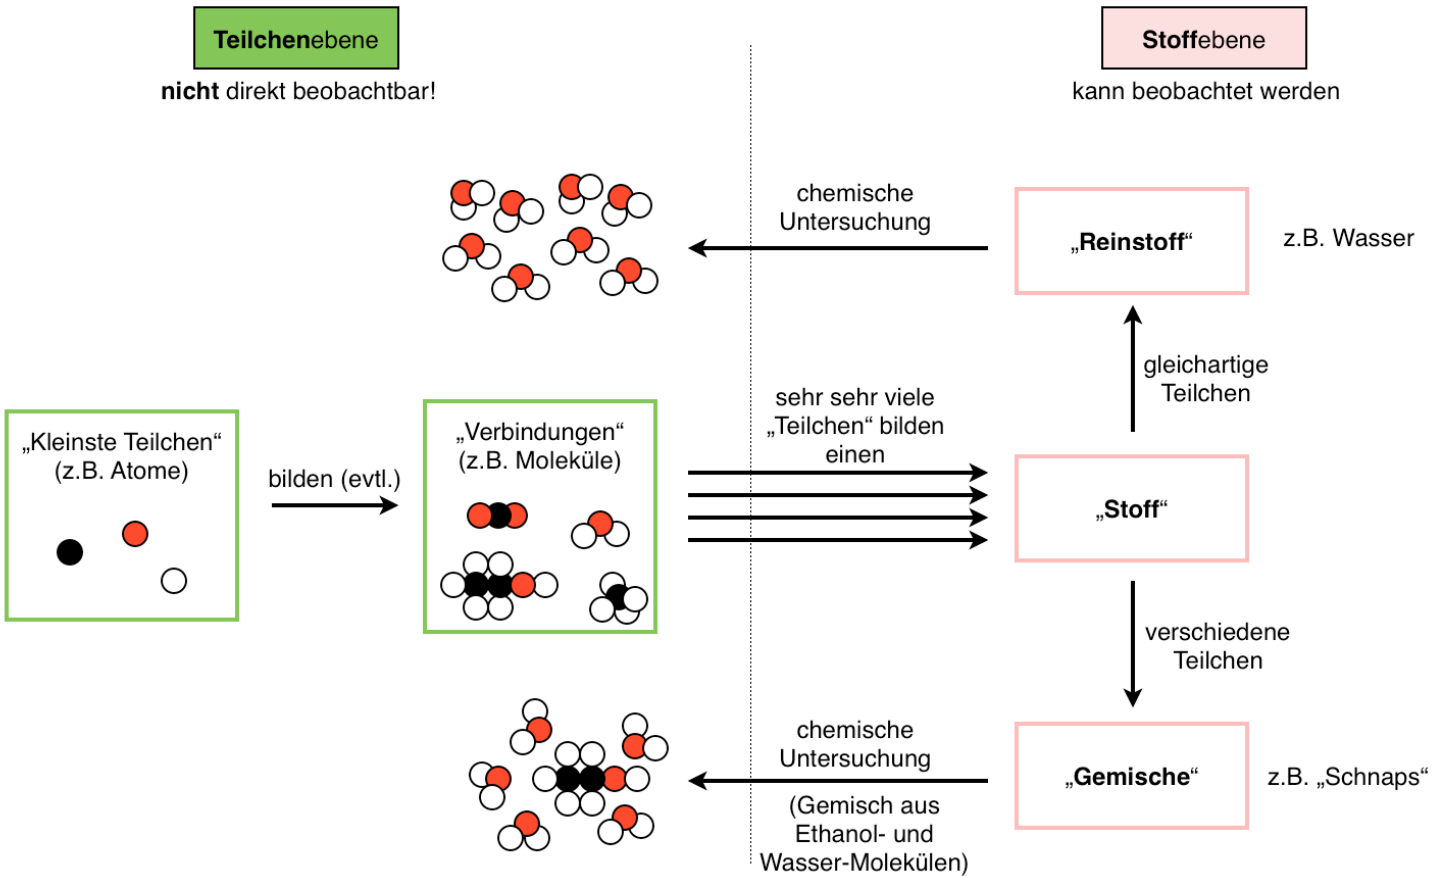 Teilchenebene
nicht direkt beobachtbar!
Stoffebene
kann beobachtet werden
chemische
Untersuchung
„Reinstoff“
z.B. Wasser
gleichartige
Teilchen
„Kleinste Teilchen“
(z.B. Atome)
bilden (evtl.)
„Verbindungen“
(z.B. Moleküle)
sehr sehr viele
„Teilchen“ bilden
einen
„Stoff“
verschiedene
Teilchen
chemische
Untersuchung
(Gemisch aus
Ethanol- und
Wasser-Molekülen)
„Gemische“
z.B. „Schnaps“